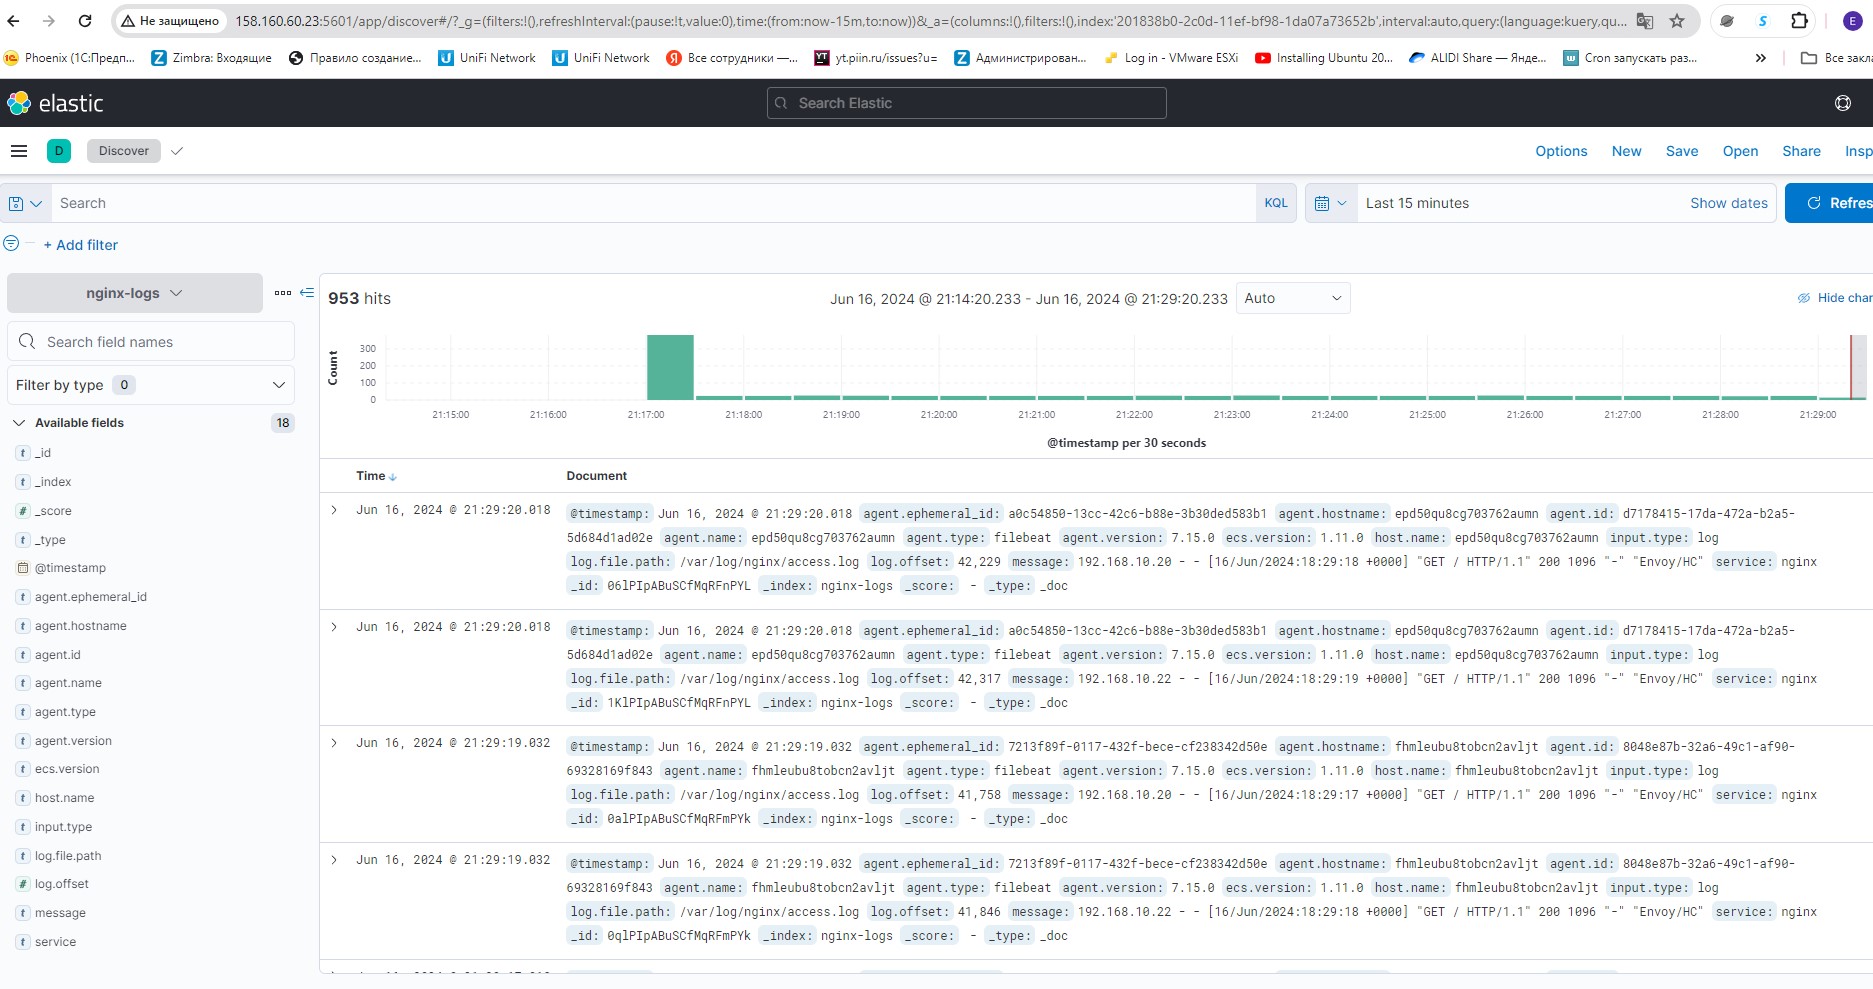 Не защищено 158.160.60.23:5601/app/discover#/?_g=(filters:!(),refreshInterval:(pause:!t,value:0),time:(from:now-15m,to:now))&_a=(columns:!(),filters:!(),index:'201838b0-2c0d-11ef-bf98-1da07a73652b',interval:auto,query:(language:kuery,qu... S E
Phoenix (1С:Предп... Zimbra: Входящие Правило создание... UniFi Network UniFi Network Все сотрудники —... yt.piin.ru/issues?u= Администрирован... Log in - VMware ESXi Installing Ubuntu 20... ALIDI Share — Янде... Cron запускать раз... » Все закла
elastic Search Elastic
D Discover Options New Save Open Share Insp
Search KQL Last 15 minutes Show dates Refres
+ Add filter
nginx-logs 953 hits Jun 16, 2024 @ 21:14:20.233 - Jun 16, 2024 @ 21:29:20.233 Auto Hide char
Search field names
Filter by type 0
Available fields 18
_id
_index
_score
_type
@timestamp
agent.ephemeral_id
agent.hostname
agent.id
agent.name
agent.type
agent.version
ecs.version
host.name
input.type
log.file.path
log.offset
message
service
Count
300
200
100
0
21:15:00 21:16:00 21:17:00 21:18:00 21:19:00 21:20:00 21:21:00 21:22:00 21:23:00 21:24:00 21:25:00 21:26:00 21:27:00 21:28:00 21:29:00
@timestamp per 30 seconds
Time Document
Jun 16, 2024 @ 21:29:20.018 @timestamp: Jun 16, 2024 @ 21:29:20.018 agent.ephemeral_id: a0c54850-13cc-42c6-b88e-3b30ded583b1 agent.hostname: epd50qu8cg703762aumn agent.id: d7178415-17da-472a-b2a5-
5d684d1ad02e agent.name: epd50qu8cg703762aumn agent.type: filebeat agent.version: 7.15.0 ecs.version: 1.11.0 host.name: epd50qu8cg703762aumn input.type: log
log.file.path: /var/log/nginx/access.log log.offset: 42,229 message: 192.168.10.20 - - [16/Jun/2024:18:29:18 +0000] "GET / HTTP/1.1" 200 1096 "-" "Envoy/HC" service: nginx
_id: 06lPIpABuSCfMqRFnPYL _index: nginx-logs _score: - _type: _doc
Jun 16, 2024 @ 21:29:20.018 @timestamp: Jun 16, 2024 @ 21:29:20.018 agent.ephemeral_id: a0c54850-13cc-42c6-b88e-3b30ded583b1 agent.hostname: epd50qu8cg703762aumn agent.id: d7178415-17da-472a-b2a5-
5d684d1ad02e agent.name: epd50qu8cg703762aumn agent.type: filebeat agent.version: 7.15.0 ecs.version: 1.11.0 host.name: epd50qu8cg703762aumn input.type: log
log.file.path: /var/log/nginx/access.log log.offset: 42,317 message: 192.168.10.22 - - [16/Jun/2024:18:29:19 +0000] "GET / HTTP/1.1" 200 1096 "-" "Envoy/HC" service: nginx
_id: 1KlPIpABuSCfMqRFnPYL _index: nginx-logs _score: - _type: _doc
Jun 16, 2024 @ 21:29:19.032 @timestamp: Jun 16, 2024 @ 21:29:19.032 agent.ephemeral_id: 7213f89f-0117-432f-bece-cf238342d50e agent.hostname: fhmleubu8tobcn2avljt agent.id: 8048e87b-32a6-49c1-af90-
69328169f843 agent.name: fhmleubu8tobcn2avljt agent.type: filebeat agent.version: 7.15.0 ecs.version: 1.11.0 host.name: fhmleubu8tobcn2avljt input.type: log
log.file.path: /var/log/nginx/access.log log.offset: 41,758 message: 192.168.10.20 - - [16/Jun/2024:18:29:17 +0000] "GET / HTTP/1.1" 200 1096 "-" "Envoy/HC" service: nginx
_id: 0alPIpABuSCfMqRFmPYk _index: nginx-logs _score: - _type: _doc
Jun 16, 2024 @ 21:29:19.032 @timestamp: Jun 16, 2024 @ 21:29:19.032 agent.ephemeral_id: 7213f89f-0117-432f-bece-cf238342d50e agent.hostname: fhmleubu8tobcn2avljt agent.id: 8048e87b-32a6-49c1-af90-
69328169f843 agent.name: fhmleubu8tobcn2avljt agent.type: filebeat agent.version: 7.15.0 ecs.version: 1.11.0 host.name: fhmleubu8tobcn2avljt input.type: log
log.file.path: /var/log/nginx/access.log log.offset: 41,846 message: 192.168.10.22 - - [16/Jun/2024:18:29:18 +0000] "GET / HTTP/1.1" 200 1096 "-" "Envoy/HC" service: nginx
_id: 0qlPIpABuSCfMqRFmPYk _index: nginx-logs _score: - _type: _doc